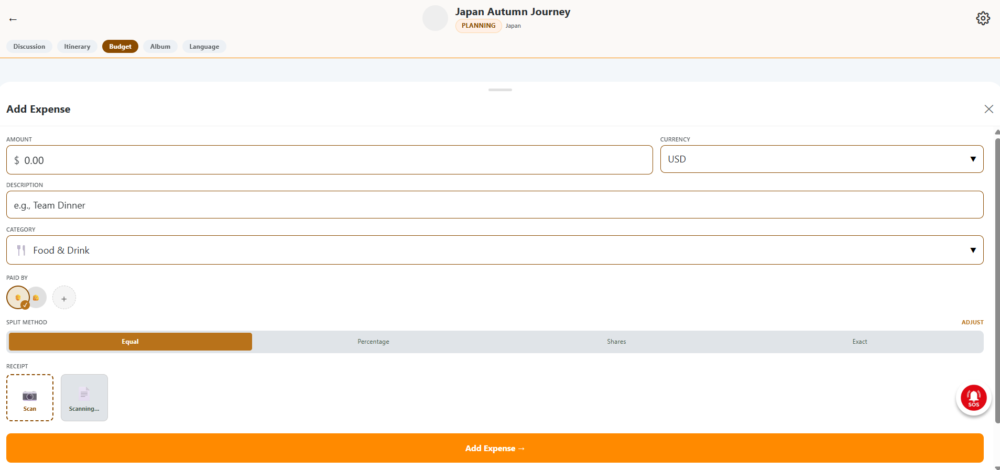 ←
Japan Autumn Journey
PLANNING Japan
Discussion Itinerary Budget Album Language
Add Expense
AMOUNT CURRENCY
$ 0.00 USD ▼
DESCRIPTION
e.g., Team Dinner
CATEGORY
Food & Drink ▼
PAID BY
+
SPLIT METHOD ADJUST
Equal Percentage Shares Exact
RECEIPT
Scan Scanning...
SOS
Add Expense →